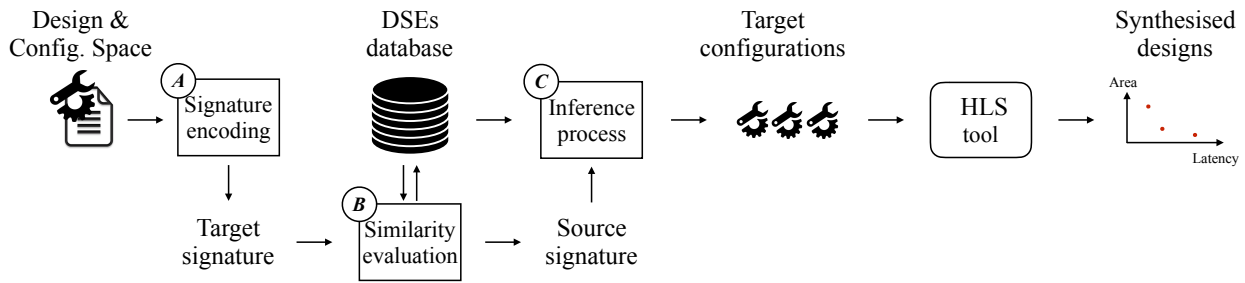 Design &
Config. Space
DSEs
database
Target
configurations
Synthesised
designs
A
Signature
encoding
C
Inference
process
HLS
tool
Area
Latency
B
Target
signature
Similarity
evaluation
Source
signature